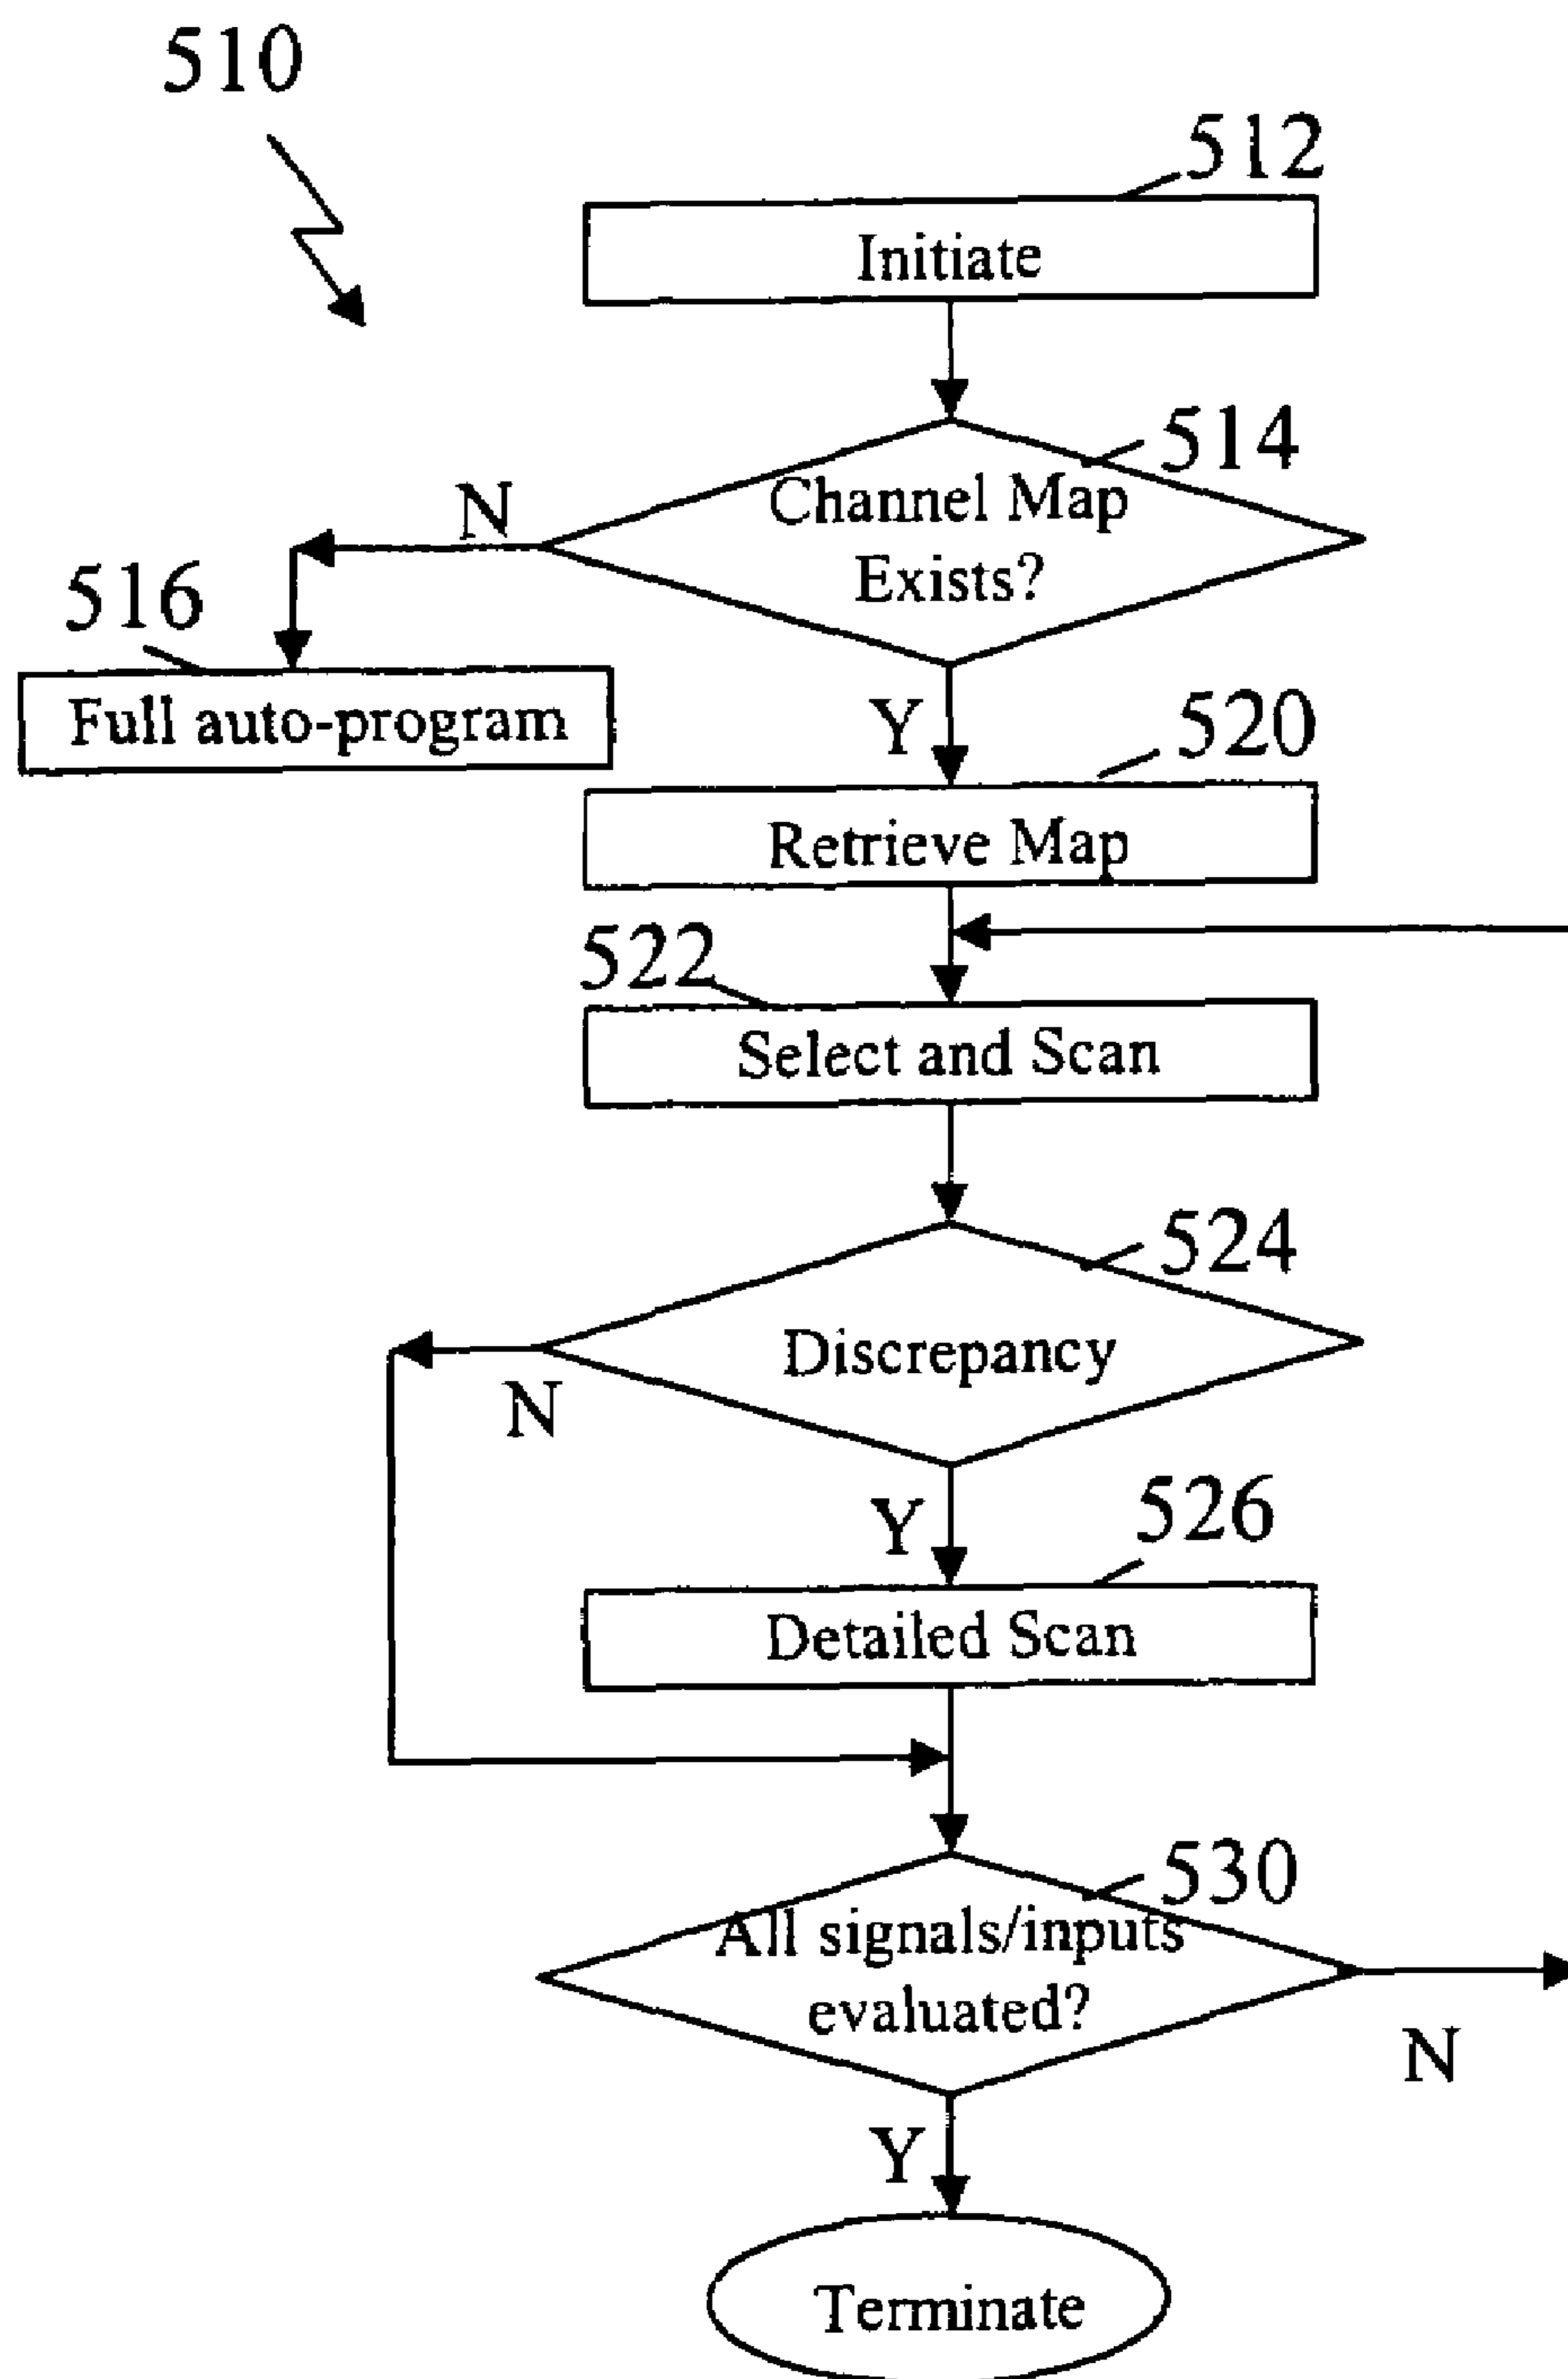 510
512
Initiate
514
Channel Map
Exists?
N
516
Full auto-program
Y
520
Retrieve Map
522
Select and Scan
524
Discrepancy
N
Y
526
Detailed Scan
530
All signals/inputs
evaluated?
N
Y
Terminate